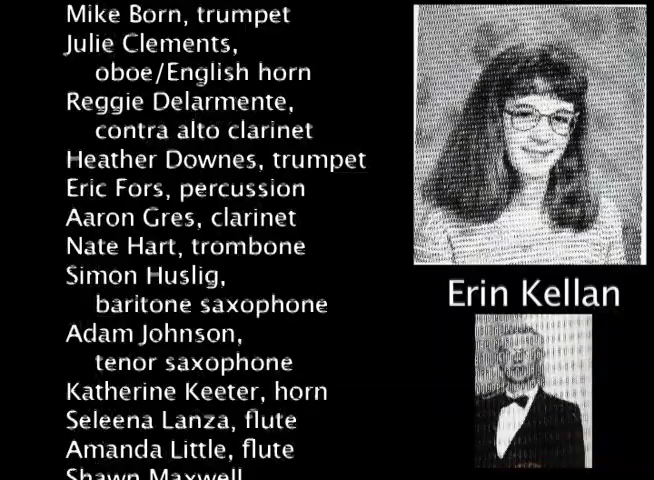 Mike Born, trumpet
Julie Clements,
oboe/English horn
Reggie Delarmente,
contra alto clarinet
Heather Downes, trumpet
Eric Fors, percussion
Aaron Gres, clarinet
Nate Hart, trombone
Simon Huslig,
baritone saxophone
Adam Johnson,
tenor saxophone
Katherine Keeter, horn
Seleena Lanza, flute
Amanda Little, flute
Shawn Maxwell
Erin Kellan